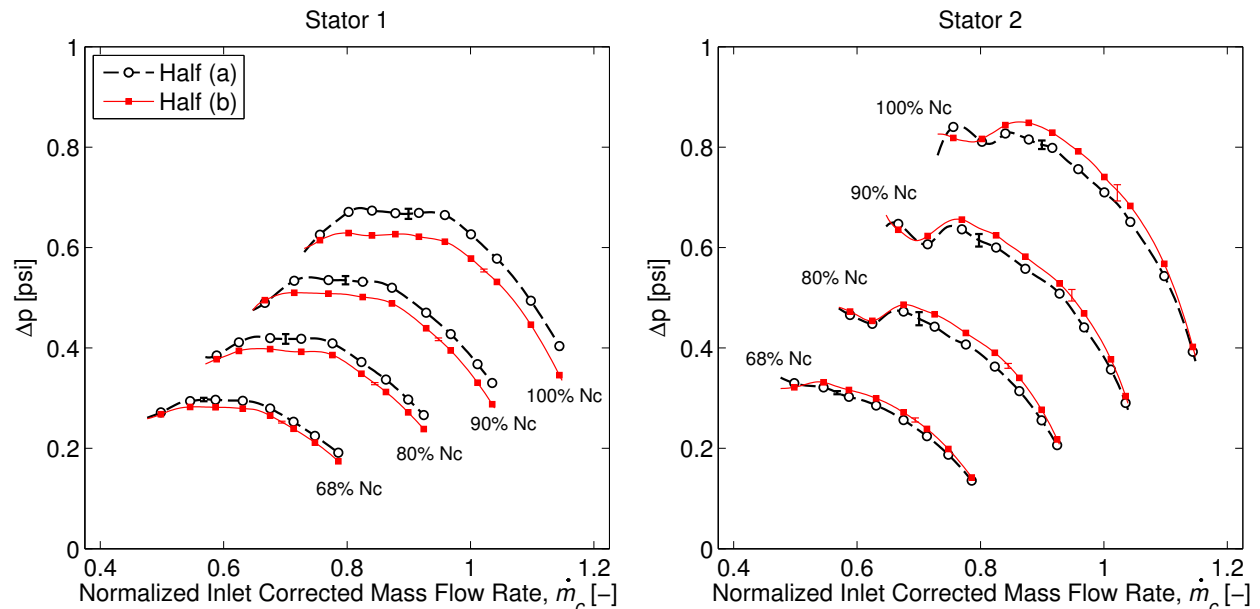 Stator 1
1
0.8
0.6
0.4
0.2
0
Δp [psi]
Half (a)
Half (b)
100% Nc
90% Nc
80% Nc
68% Nc
0.4 0.6 0.8 1 1.2
Normalized Inlet Corrected Mass Flow Rate, ṁc [–]
Stator 2
1
0.8
0.6
0.4
0.2
0
Δp [psi]
100% Nc
90% Nc
80% Nc
68% Nc
0.4 0.6 0.8 1 1.2
Normalized Inlet Corrected Mass Flow Rate, ṁc [–]